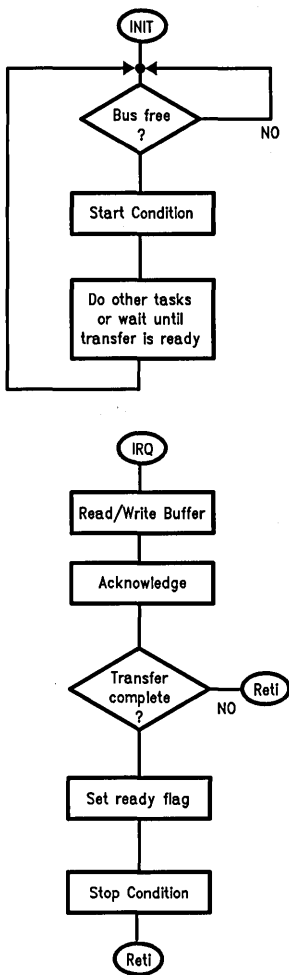 INIT
Bus free
?
NO
Start Condition
Do other tasks
or wait until
transfer is ready
IRQ
Read/Write Buffer
Acknowledge
Transfer
complete
?
NO
Reti
Set ready flag
Stop Condition
Reti